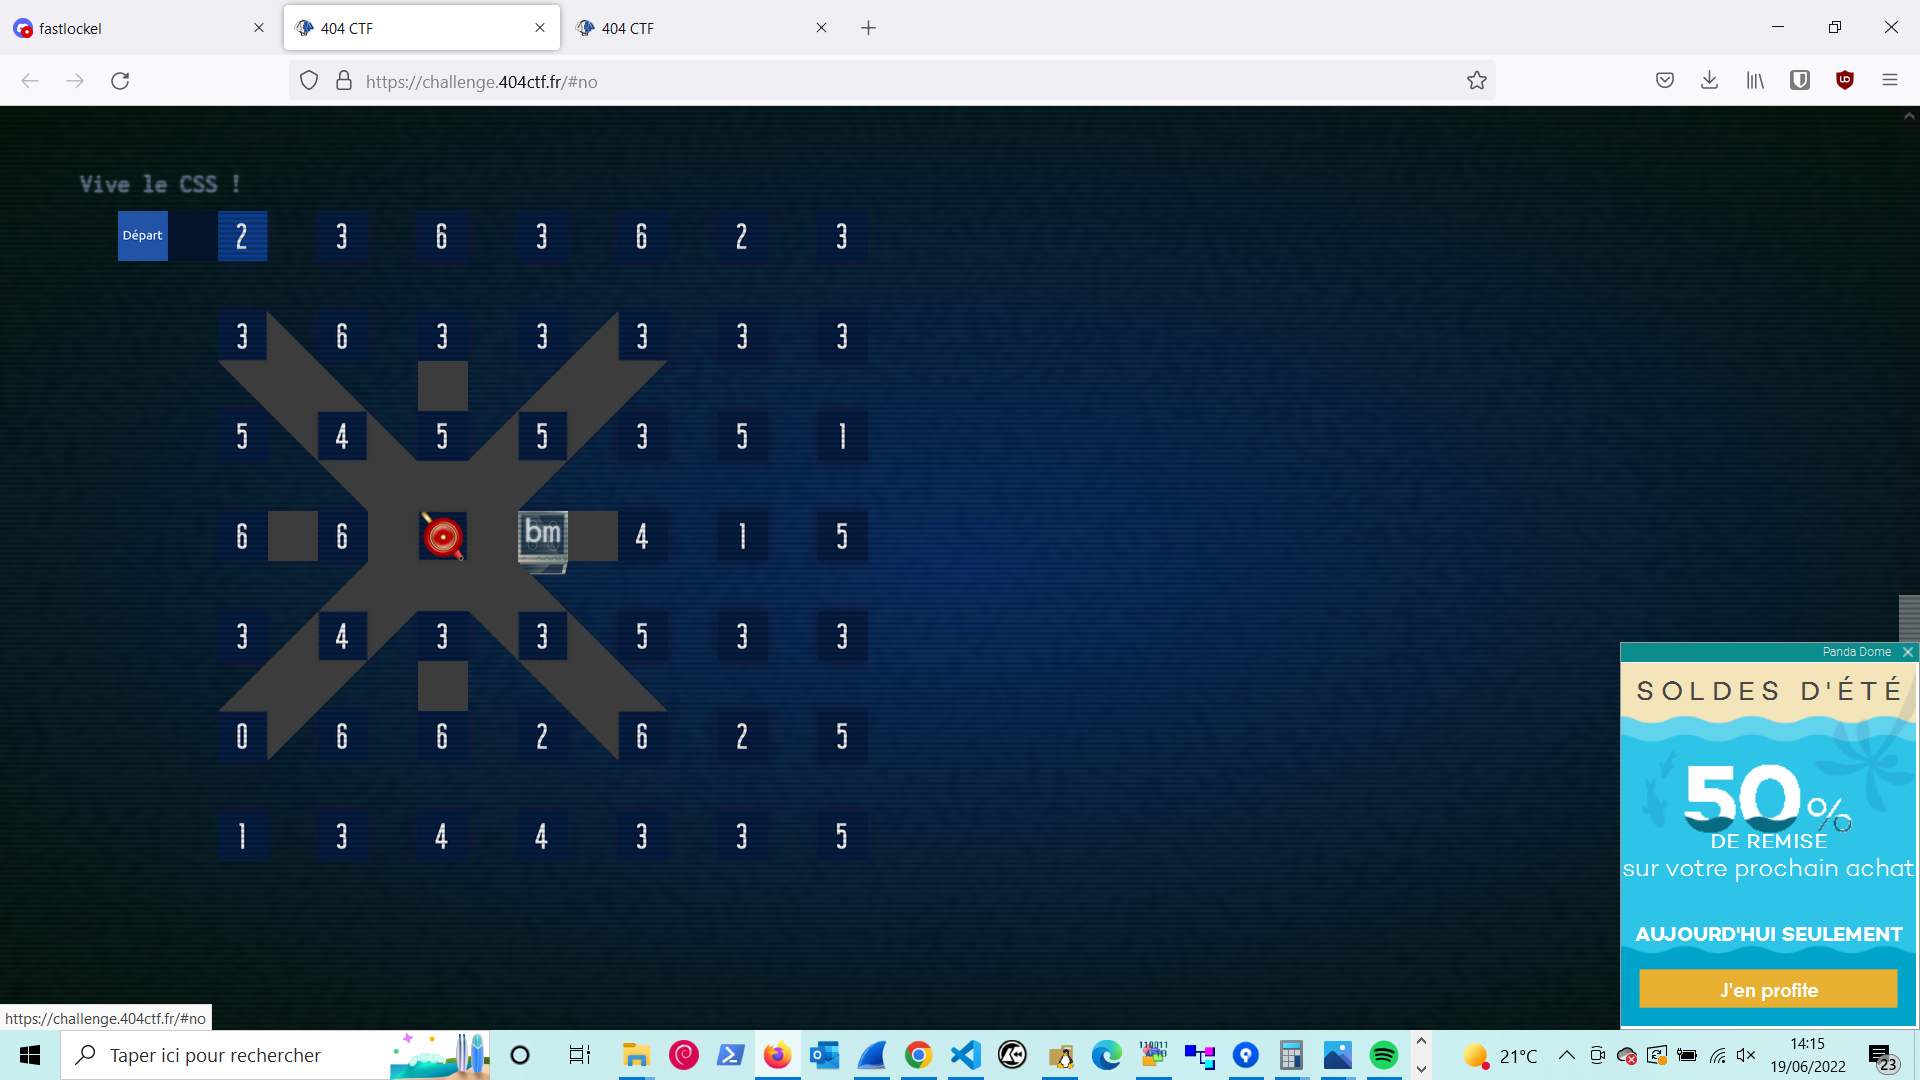 fastlockel
404 CTF
404 CTF
https://challenge.404ctf.fr/#no
Vive le CSS !
Départ 2 3 6 3 6 2 3
3 6 3 3 3 3 3
5 4 5 5 3 5 1
6 6 bm 4 1 5
3 4 3 3 5 3 3
0 6 6 2 6 2 5
1 3 4 4 3 3 5
Panda Dome
SOLDES D'ÉTÉ
50%
DE REMISE
sur votre prochain achat
AUJOURD'HUI SEULEMENT
J'en profite
https://challenge.404ctf.fr/#no
Taper ici pour rechercher
21°C
14:15
19/06/2022
23